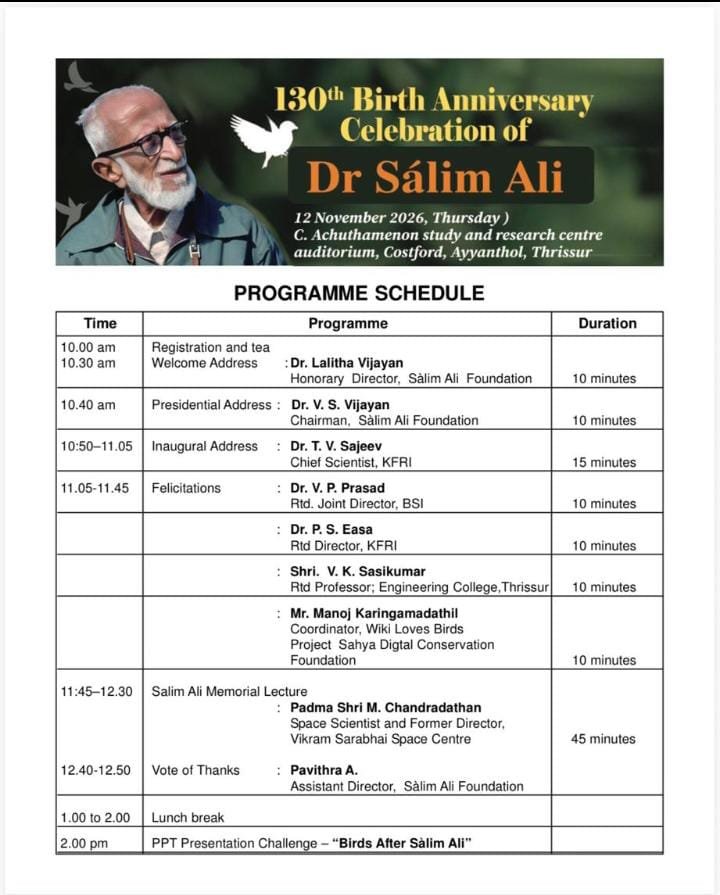 130th Birth Anniversary
Celebration of
Dr Sálim Ali
12 November 2026, Thursday )
C. Achuthamenon study and research centre
auditorium, Costford, Ayyanthol, Thrissur
PROGRAMME SCHEDULE
Time Programme Duration
10.00 am Registration and tea
10.30 am Welcome Address : Dr. Lalitha Vijayan
Honorary Director, Sàlim Ali Foundation 10 minutes
10.40 am Presidential Address : Dr. V. S. Vijayan
Chairman, Sàlim Ali Foundation 10 minutes
10:50–11.05 Inaugural Address : Dr. T. V. Sajeev
Chief Scientist, KFRI 15 minutes
11.05-11.45 Felicitations : Dr. V. P. Prasad
Rtd. Joint Director, BSI 10 minutes
: Dr. P. S. Easa
Rtd Director, KFRI 10 minutes
: Shri. V. K. Sasikumar
Rtd Professor; Engineering College,Thrissur 10 minutes
: Mr. Manoj Karingamadathil
Coordinator, Wiki Loves Birds
Project Sahya Digtal Conservation
Foundation 10 minutes
11:45–12.30 Salim Ali Memorial Lecture
: Padma Shri M. Chandradathan
Space Scientist and Former Director,
Vikram Sarabhai Space Centre 45 minutes
12.40-12.50 Vote of Thanks : Pavithra A.
Assistant Director, Sàlim Ali Foundation
1.00 to 2.00 Lunch break
2.00 pm PPT Presentation Challenge – “Birds After Sàlim Ali”